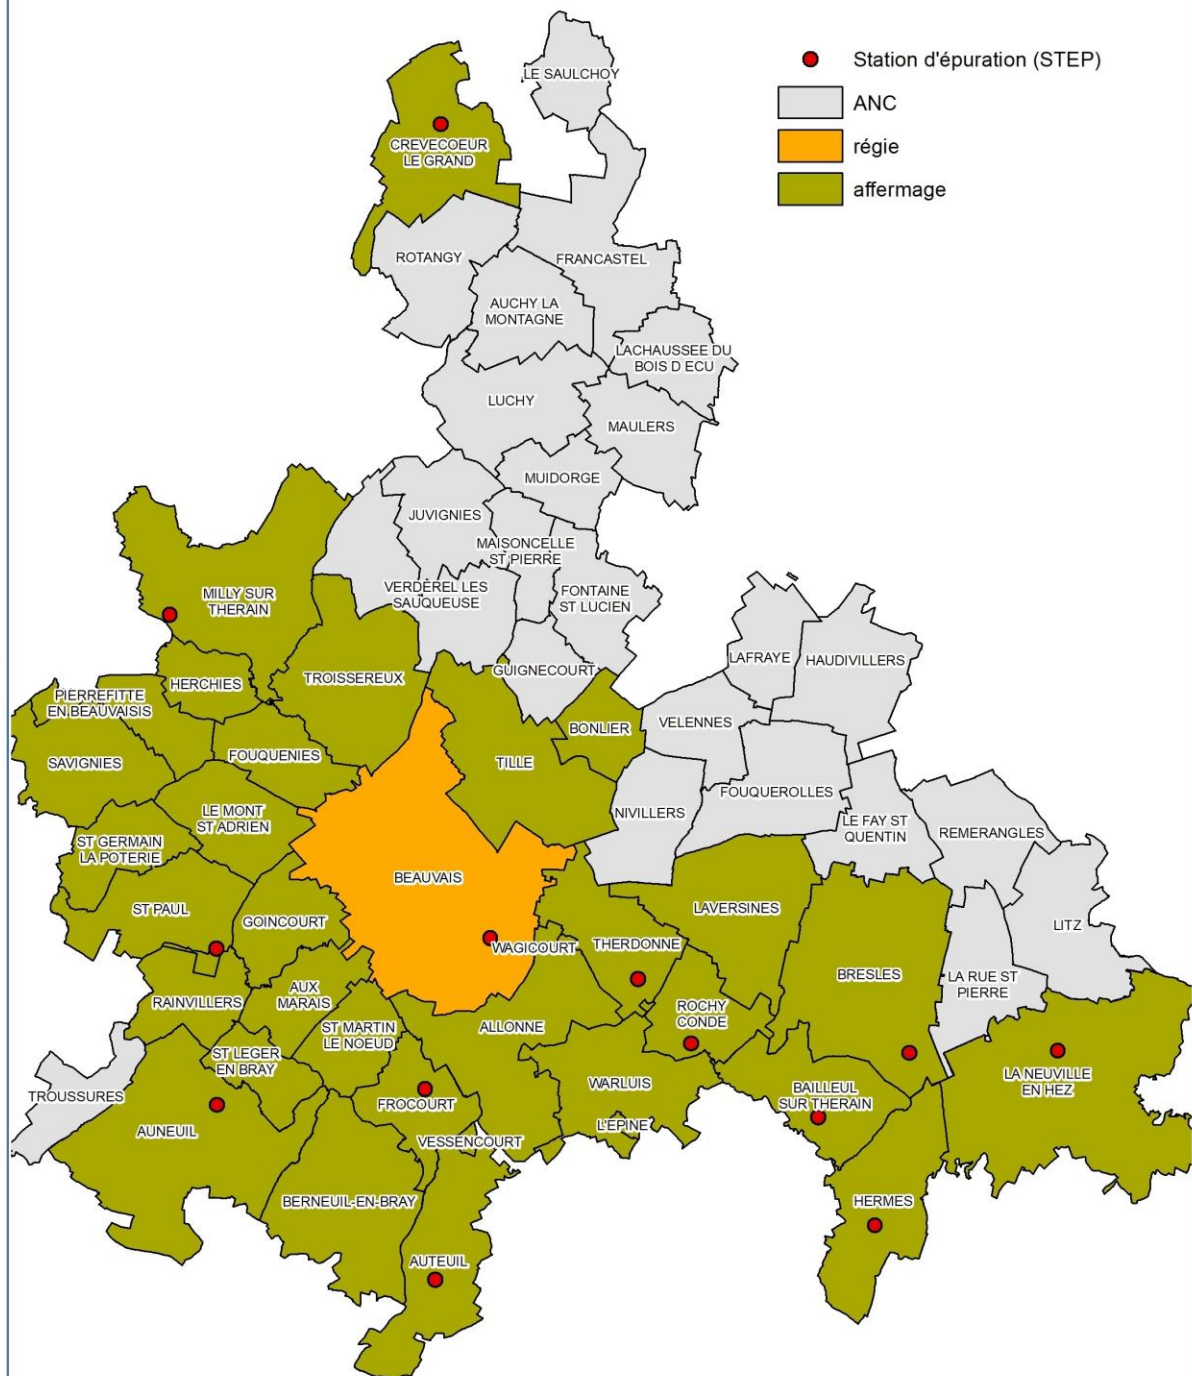 LE SAULCHOY
Station d'épuration (STEP)
ANC
régie
affermage
CREVECOEUR
LE GRAND
ROTANGY
FRANCASTEL
AUCHY LA
MONTAGNE
LACHAUSSEE DU
BOIS D ECU
LUCHY
MAULERS
MUIDORGE
JUVIGNIES
MAISONCELLE
ST PIERRE
VERDEREL LES
SAUQUEUSE
FONTAINE
ST LUCIEN
MILLY SUR
THERAIN
LAFRAYE
HAUDIVILLERS
GUIGNECOURT
TROISSEREUX
HERCHIES
PIERREFITTE
EN BEAUVAISIS
VELENNES
BONLIER
FOUQUENIES
SAVIGNIES
TILLE
FOUQUEROLLES
NIVILLERS
LE MONT
ST ADRIEN
LE FAY ST
QUENTIN
REMERANGLES
ST GERMAIN
LA POTERIE
BEAUVAIS
ST PAUL
GOINCOURT
LAVERSINES
LITZ
WAGICOURT
THERDONNE
BRESLES
LA RUE ST
PIERRE
AUX
MARAIS
RAINVILLERS
ROCHY
CONDE
ST MARTIN
LE NOEUD
ALLONNE
ST LEGER
EN BRAY
LA NEUVILLE
EN HEZ
TROUSSURES
WARLUIS
BAILLEUL
SUR THERAIN
FROCOURT
AUNEUIL
L'EPINE
VESSENCOURT
BERNEUIL-EN-BRAY
HERMES
AUTEUIL